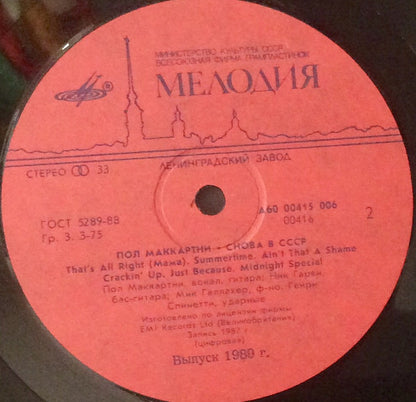 МИНИСТЕРСТВО КУЛЬТУРЫ СССР
ВСЕСОЮЗНАЯ ФИРМА ГРАМПЛАСТИНОК
МЕЛОДИЯ
ЛЕНИНГРАДСКИЙ ЗАВОД
СТЕРЕО 33
ГОСТ 5289-88
Гр. 3. 3-75
А60 00415 006
00416
2
ПОЛ МАККАРТНИ • СНОВА В СССР
That's All Right (Мама). Summertime. Ain't That A Shame
Crackin' Up. Just Because. Midnight Special
Пол Маккартни, вокал, гитара; Ник Гарви
бас-гитара; Мик Галлахер, ф-но, Генри
Спинетти, ударные
Изготовлено по лицензии фирмы
EMI Records Ltd (Великобритания)
Запись 1987 г.
(цифровая)
Выпуск 1989 г.